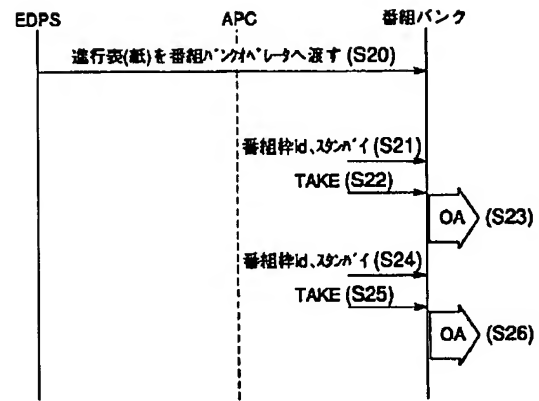 EDPS APC 番組バンク
進行表(紙)を番組バンクオペレータへ渡す (S20)
番組枠id、スタンバイ (S21)
TAKE (S22)
OA (S23)
番組枠id、スタンバイ (S24)
TAKE (S25)
OA (S26)